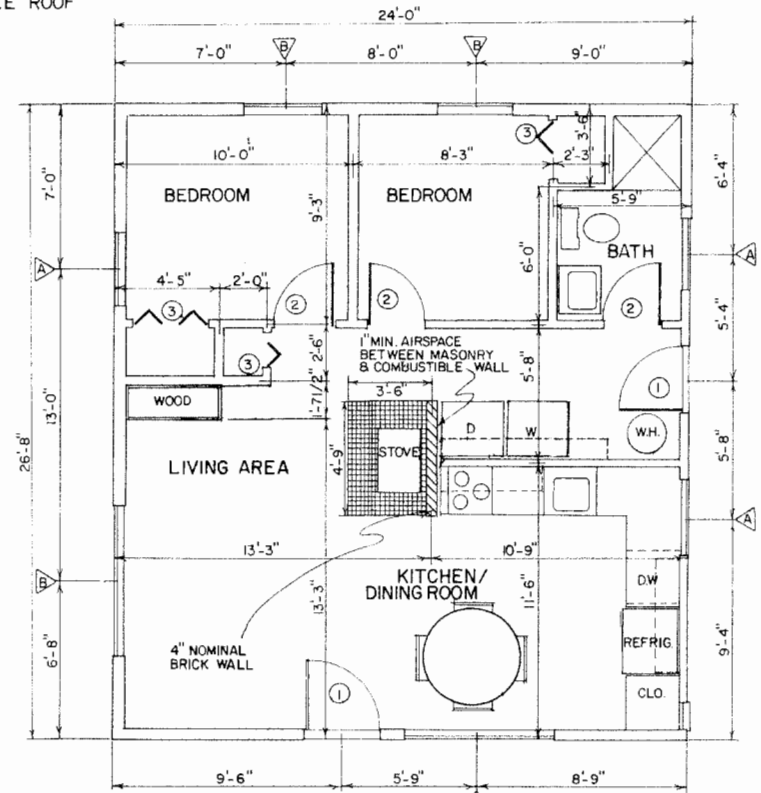 ROOF
24'-0"
B
B
7'-0"
8'-0"
9'-0"
3
3'-6"
10'-0"
8'-3"
2'-3"
7'-0"
6'-4"
BEDROOM
BEDROOM
9'-3"
5'-9"
BATH
6'-0"
A
A
4'-5"
2'-0"
3
2
2
2
5'-4"
3
2'-6"
1" MIN. AIRSPACE
BETWEEN MASONRY
& COMBUSTIBLE WALL
5'-8"
1
1'-7 1/2"
3'-6"
WOOD
13'-0"
26'-8"
D
W
W.H.
5'-8"
STOVE
4'-9"
LIVING AREA
A
13'-3"
10'-9"
B
KITCHEN/
DINING ROOM
13'-3"
11'-6"
D.W
4" NOMINAL
BRICK WALL
REFRIG.
6'-8"
9'-4"
1
CLO.
9'-6"
5'-9"
8'-9"